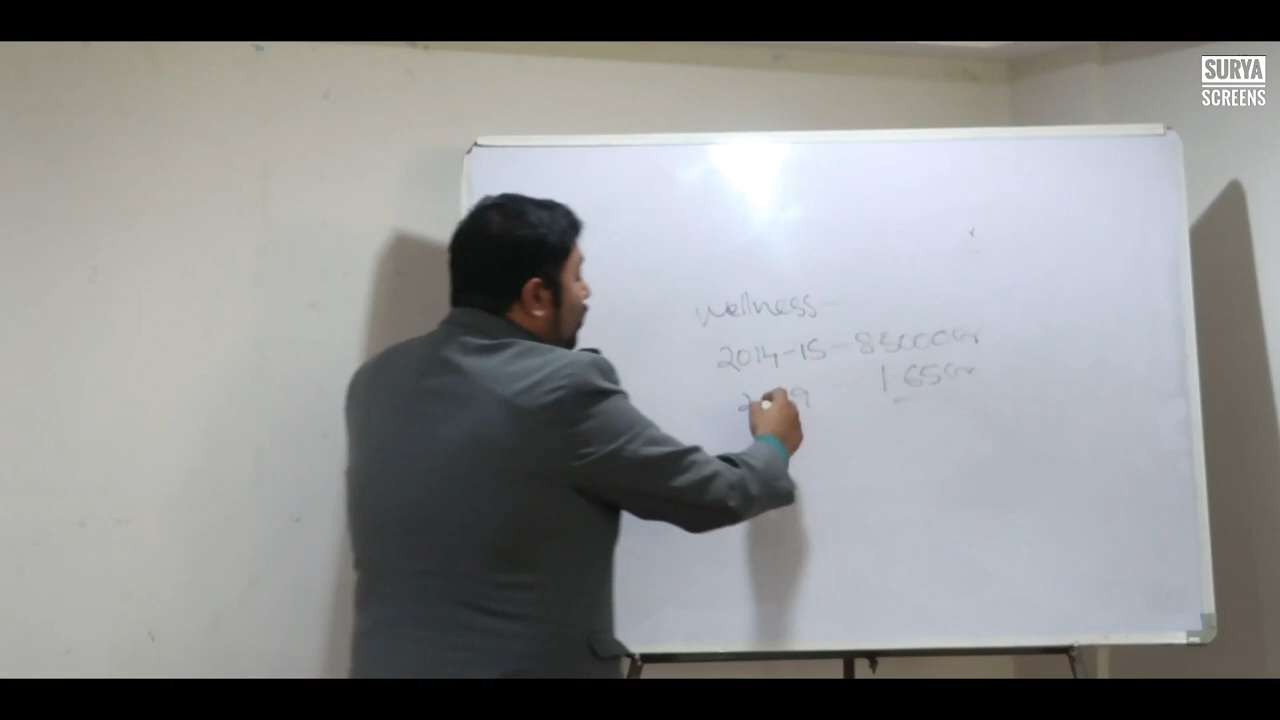 SURYA
SCREENS
Wellness -
2014-15 - 85000Cr
1.65Cr